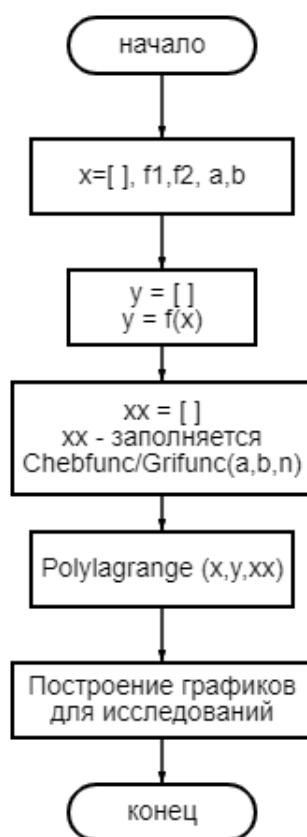 начало
x=[ ], f1,f2, a,b
y = [ ]
y = f(x)
xx = [ ]
xx - заполняется
Chebfunc/Grifunc(a,b,n)
Polylagrange (x,y,xx)
Построение графиков
для исследований
конец